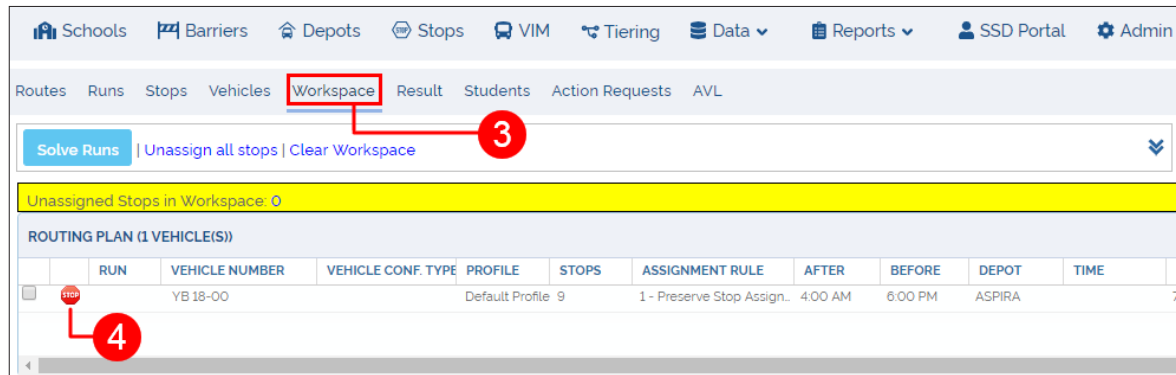 Schools Barriers Depots STOP Stops VIM Tiering Data Reports SSD Portal Admin
Routes Runs Stops Vehicles Workspace Result Students Action Requests AVL
3
Solve Runs | Unassign all stops | Clear Workspace
Unassigned Stops in Workspace: 0
ROUTING PLAN (1 VEHICLE(S))
RUN VEHICLE NUMBER VEHICLE CONF. TYPE PROFILE STOPS ASSIGNMENT RULE AFTER BEFORE DEPOT TIME
STOP YB 18-00 Default Profile 9 1 - Preserve Stop Assign... 4:00 AM 6:00 PM ASPIRA 7
4